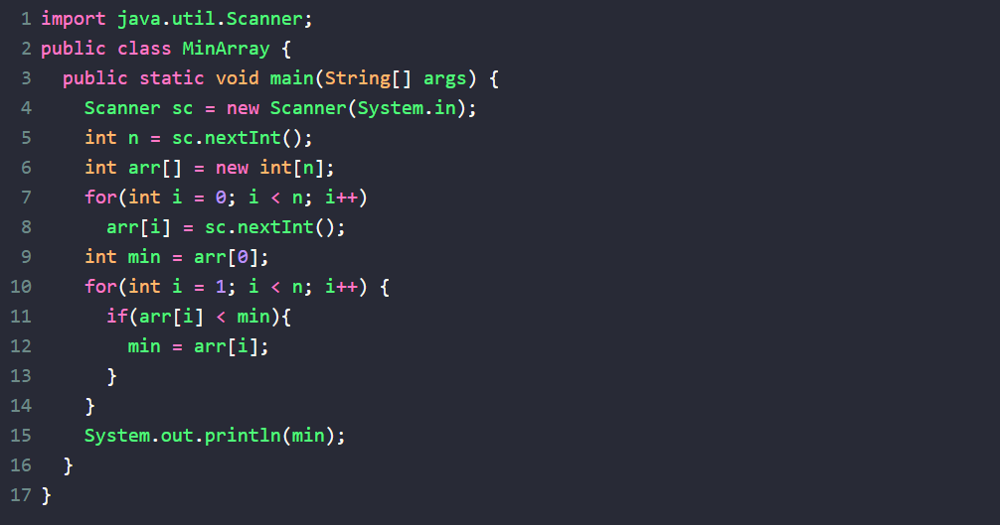 1 import java.util.Scanner;
2 public class MinArray {
3   public static void main(String[] args) {
4     Scanner sc = new Scanner(System.in);
5     int n = sc.nextInt();
6     int arr[] = new int[n];
7     for(int i = 0; i < n; i++)
8       arr[i] = sc.nextInt();
9     int min = arr[0];
10     for(int i = 1; i < n; i++) {
11       if(arr[i] < min){
12         min = arr[i];
13       }
14     }
15     System.out.println(min);
16   }
17 }